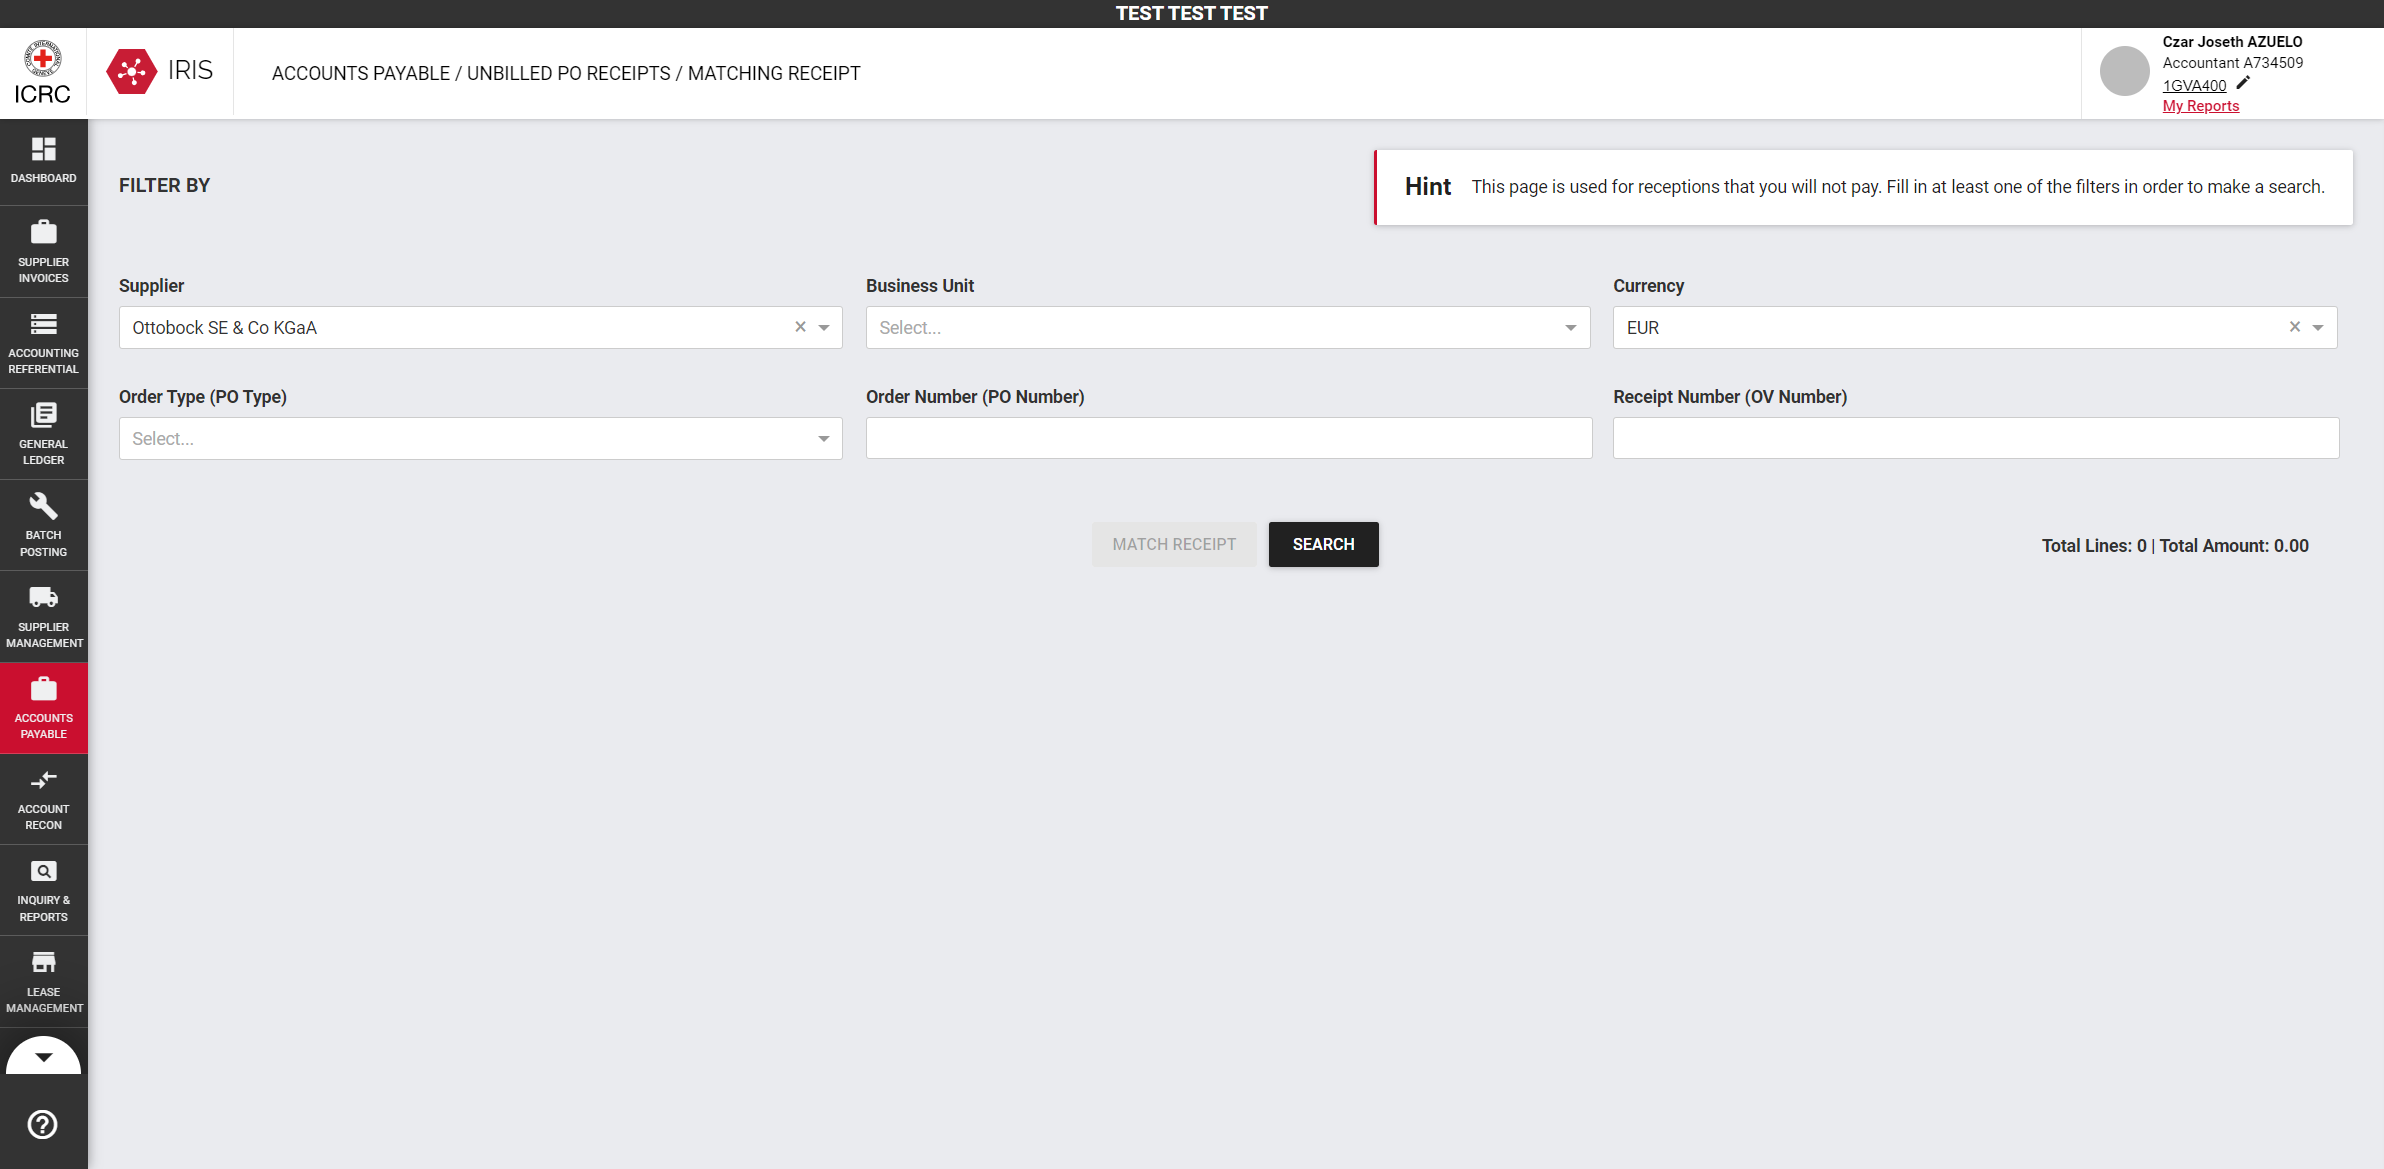 TEST TEST TEST
ICRC
IRIS
ACCOUNTS PAYABLE / UNBILLED PO RECEIPTS / MATCHING RECEIPT
Czar Joseth AZUELO
Accountant A734509
1GVA400
My Reports
DASHBOARD
SUPPLIER
INVOICES
ACCOUNTING
REFERENTIAL
GENERAL
LEDGER
BATCH
POSTING
SUPPLIER
MANAGEMENT
ACCOUNTS
PAYABLE
ACCOUNT
RECON
INQUIRY &
REPORTS
LEASE
MANAGEMENT
FILTER BY
Hint This page is used for receptions that you will not pay. Fill in at least one of the filters in order to make a search.
Supplier
Ottobock SE & Co KGaA
Business Unit
Select...
Currency
EUR
Order Type (PO Type)
Select...
Order Number (PO Number)
Receipt Number (OV Number)
MATCH RECEIPT
SEARCH
Total Lines: 0 | Total Amount: 0.00